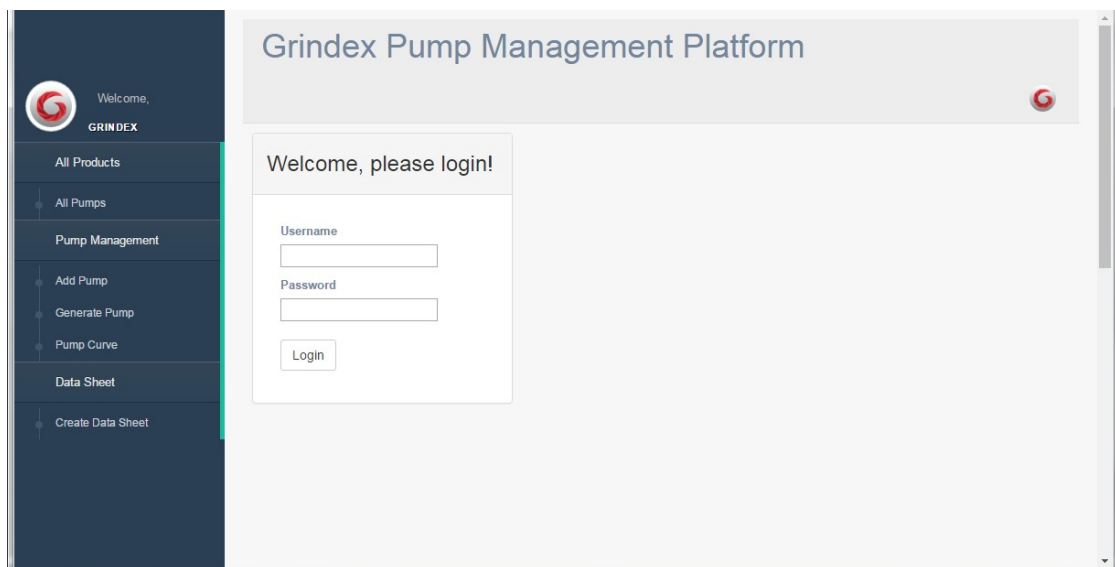 Grindex Pump Management Platform
Welcome,
GRINDEX
All Products
All Pumps
Pump Management
Add Pump
Generate Pump
Pump Curve
Data Sheet
Create Data Sheet
Welcome, please login!
Username
Password
Login